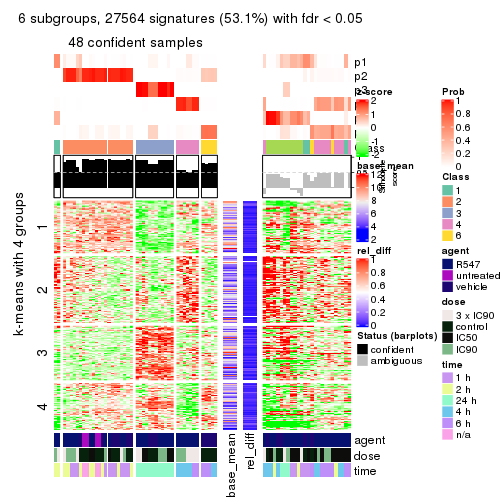 6 subgroups, 27564 signatures (53.1%) with fdr < 0.05
48 confident samples
p1
p2
p3
z-score
2
1
0
-1
-2
Class
base_mean
12
10
8
6
4
2
rel_diff
1
0.8
0.6
0.4
0.2
0
Status (barplots)
confident
ambiguous
Silhouette
score
k-means with 4 groups
1
2
3
4
base_mean
rel_diff
agent
dose
time
Prob
1
0.8
0.6
0.4
0.2
0
Class
1
2
3
4
6
agent
R547
untreated
vehicle
dose
3 x IC90
control
IC50
IC90
time
1 h
2 h
24 h
4 h
6 h
n/a